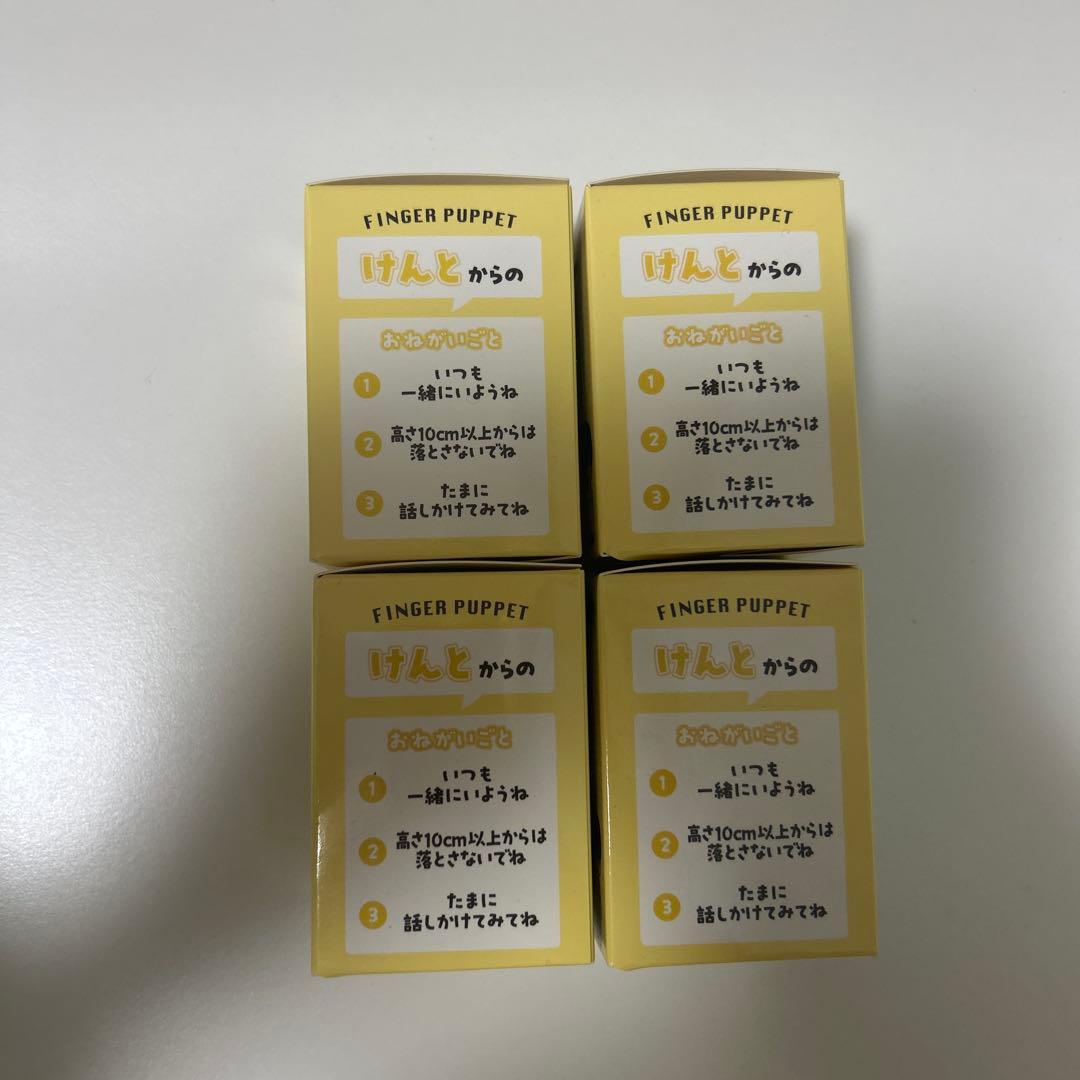 FINGER PUPPET
けんとからの
おねがいごと
1 いつも
一緒にいようね
2 高さ10cm以上からは
落とさないでね
3 たまに
話しかけてみてね
FINGER PUPPET
けんとからの
おねがいごと
1 いつも
一緒にいようね
2 高さ10cm以上からは
落とさないでね
3 たまに
話しかけてみてね
FINGER PUPPET
けんとからの
おねがいごと
1 いつも
一緒にいようね
2 高さ10cm以上からは
落とさないでね
3 たまに
話しかけてみてね
FINGER PUPPET
けんとからの
おねがいごと
1 いつも
一緒にいようね
2 高さ10cm以上からは
落とさないでね
3 たまに
話しかけてみてね